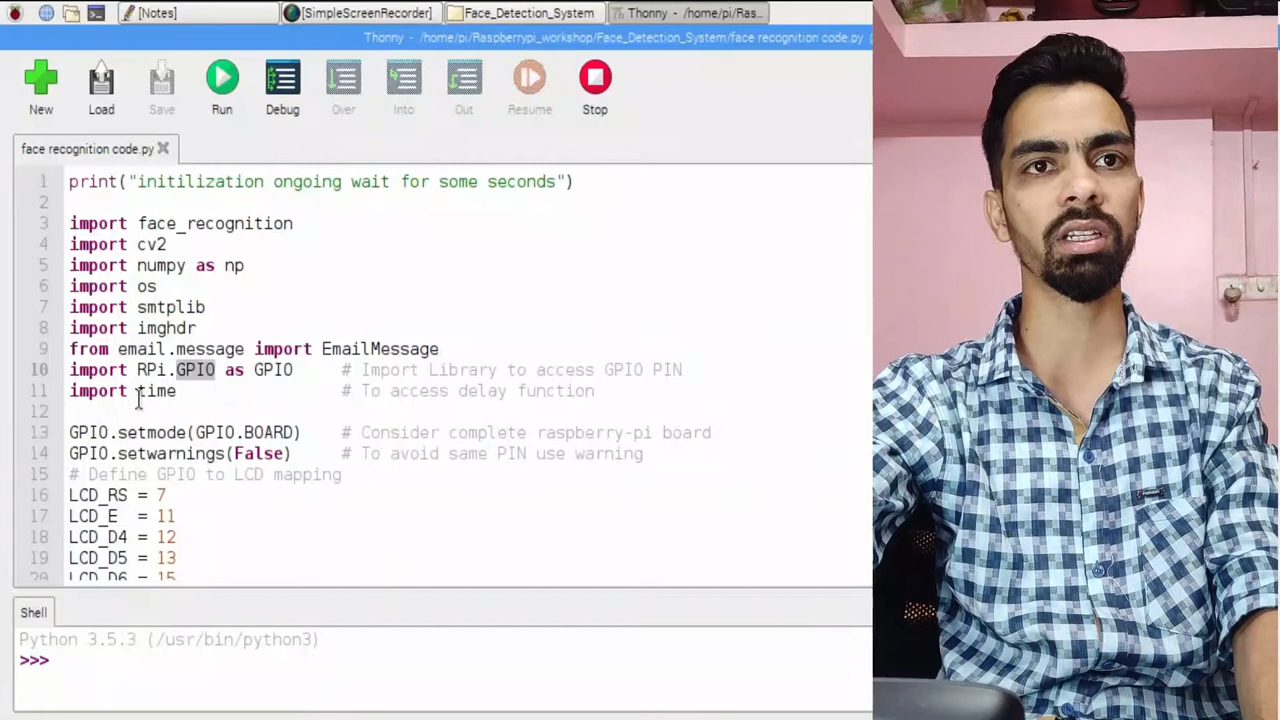 [Notes]
[SimpleScreenRecorder]
Face_Detection_System
Thonny - /home/pi/Ras...
Thonny - /home/pi/Raspberrypi_workshop/Face_Detection_System/face recognition code.py
New
Load
Save
Run
Debug
Over
Into
Out
Resume
Stop
face recognition code.py
1 print("initilization ongoing wait for some seconds")
2
3 import face_recognition
4 import cv2
5 import numpy as np
6 import os
7 import smtplib
8 import imghdr
9 from email.message import EmailMessage
10 import RPi.GPIO as GPIO # Import Library to access GPIO PIN
11 import time # To access delay function
12
13 GPIO.setmode(GPIO.BOARD) # Consider complete raspberry-pi board
14 GPIO.setwarnings(False) # To avoid same PIN use warning
15 # Define GPIO to LCD mapping
16 LCD_RS = 7
17 LCD_E = 11
18 LCD_D4 = 12
19 LCD_D5 = 13
20 LCD_D6 = 15
Shell
Python 3.5.3 (/usr/bin/python3)
>>>